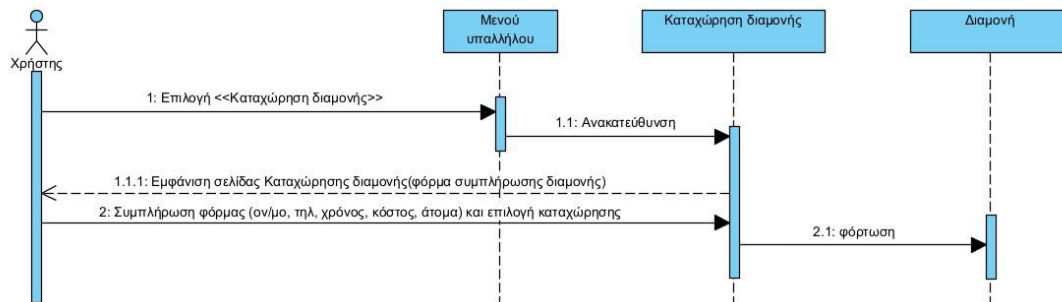 Μενού
υπαλλήλου
Καταχώρηση διαμονής
Διαμονή
Χρήστης
1: Επιλογή <<Καταχώρηση διαμονής>>
1.1: Ανακατεύθυνση
1.1.1: Εμφάνιση σελίδας Καταχώρησης διαμονής(φόρμα συμπλήρωσης διαμονής)
2: Συμπλήρωση φόρμας (ον/μο, τηλ, χρόνος, κόστος, άτομα) και επιλογή καταχώρησης
2.1: φόρτωση